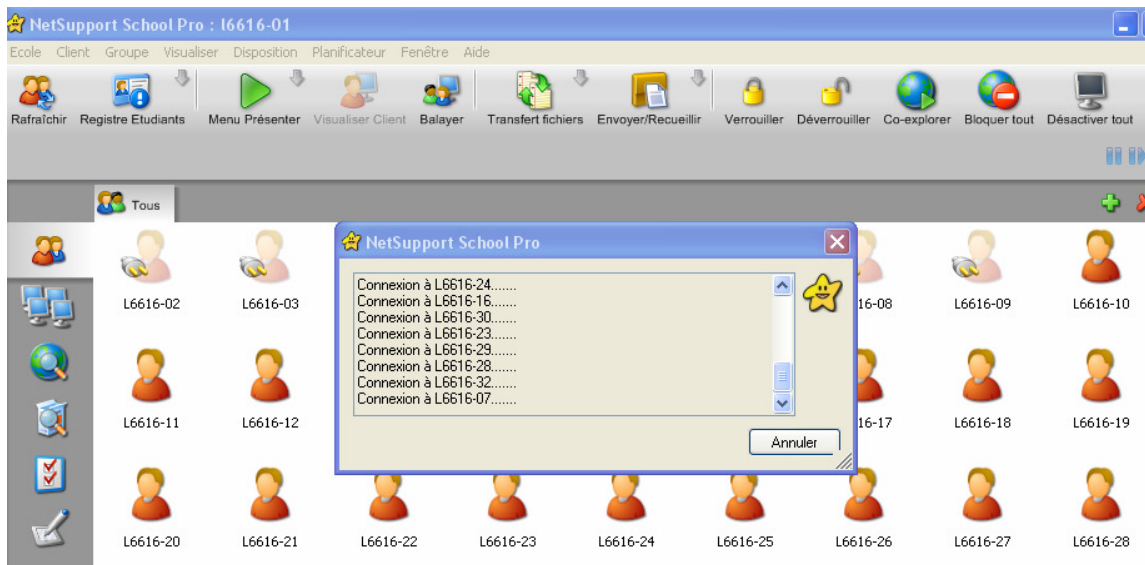 NetSupport School Pro : l6616-01
Ecole Client Groupe Visualiser Disposition Planificateur Fenêtre Aide
Rafraîchir Registre Etudiants Menu Présenter Visualiser Client Balayer Transfert fichiers Envoyer/Recueillir Verrouiller Déverrouiller Co-explorer Bloquer tout Désactiver tout
Tous
NetSupport School Pro
Connexion à L6616-24.......
Connexion à L6616-16.......
Connexion à L6616-30.......
Connexion à L6616-23.......
Connexion à L6616-29.......
Connexion à L6616-28.......
Connexion à L6616-32.......
Connexion à L6616-07.......
Annuler
L6616-02 L6616-03 16-08 L6616-09 L6616-10
L6616-11 L6616-12 16-17 L6616-18 L6616-19
L6616-20 L6616-21 L6616-22 L6616-23 L6616-24 L6616-25 L6616-26 L6616-27 L6616-28